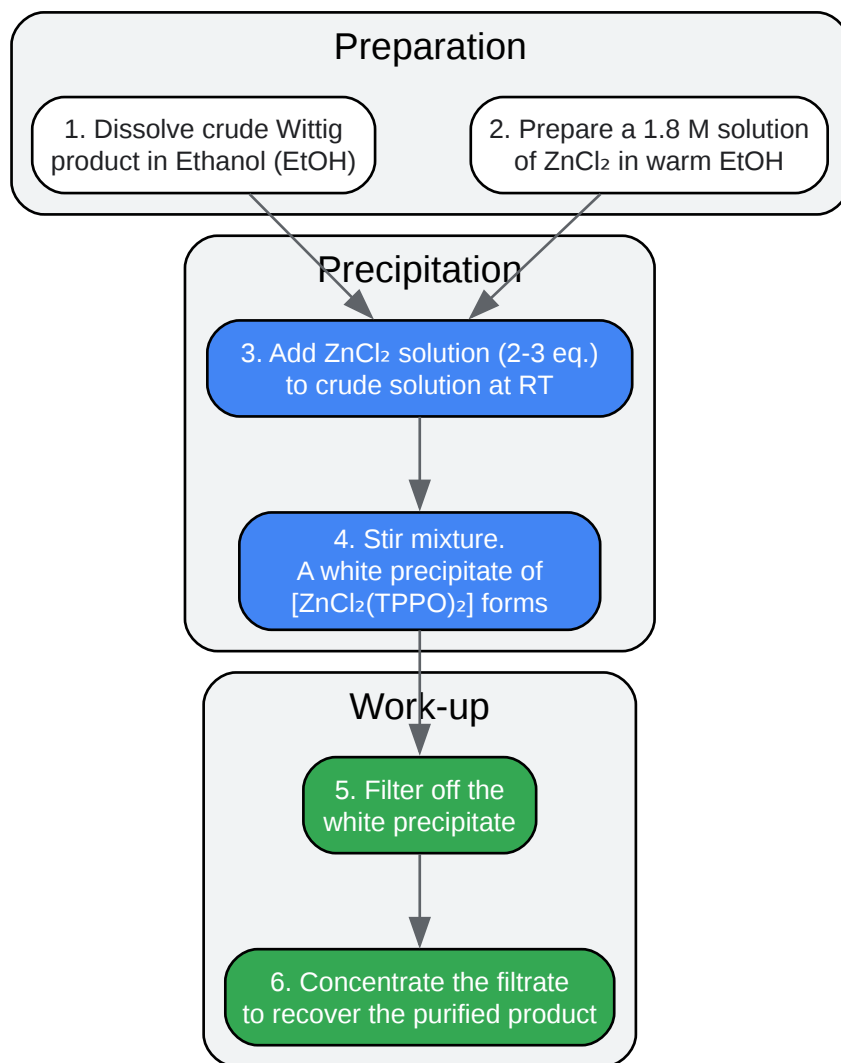 Preparation
1. Dissolve crude Wittig
product in Ethanol (EtOH)
2. Prepare a 1.8 M solution
of ZnCl₂ in warm EtOH
Precipitation
3. Add ZnCl₂ solution (2-3 eq.)
to crude solution at RT
4. Stir mixture.
A white precipitate of
[ZnCl₂(TPPO)₂] forms
Work-up
5. Filter off the
white precipitate
6. Concentrate the filtrate
to recover the purified product